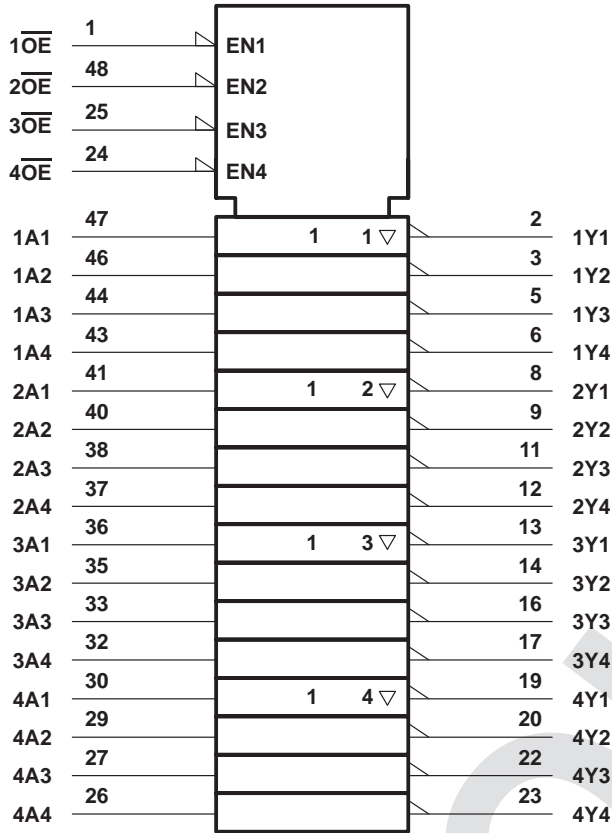 1O̅E̅ 1 EN1
2O̅E̅ 48 EN2
3O̅E̅ 25 EN3
4O̅E̅ 24 EN4
1A1 47 1 1 ▽ 2 1Y1
1A2 46 3 1Y2
1A3 44 5 1Y3
1A4 43 6 1Y4
2A1 41 1 2 ▽ 8 2Y1
2A2 40 9 2Y2
2A3 38 11 2Y3
2A4 37 12 2Y4
3A1 36 1 3 ▽ 13 3Y1
3A2 35 14 3Y2
3A3 33 16 3Y3
3A4 32 17 3Y4
4A1 30 1 4 ▽ 19 4Y1
4A2 29 20 4Y2
4A3 27 22 4Y3
4A4 26 23 4Y4